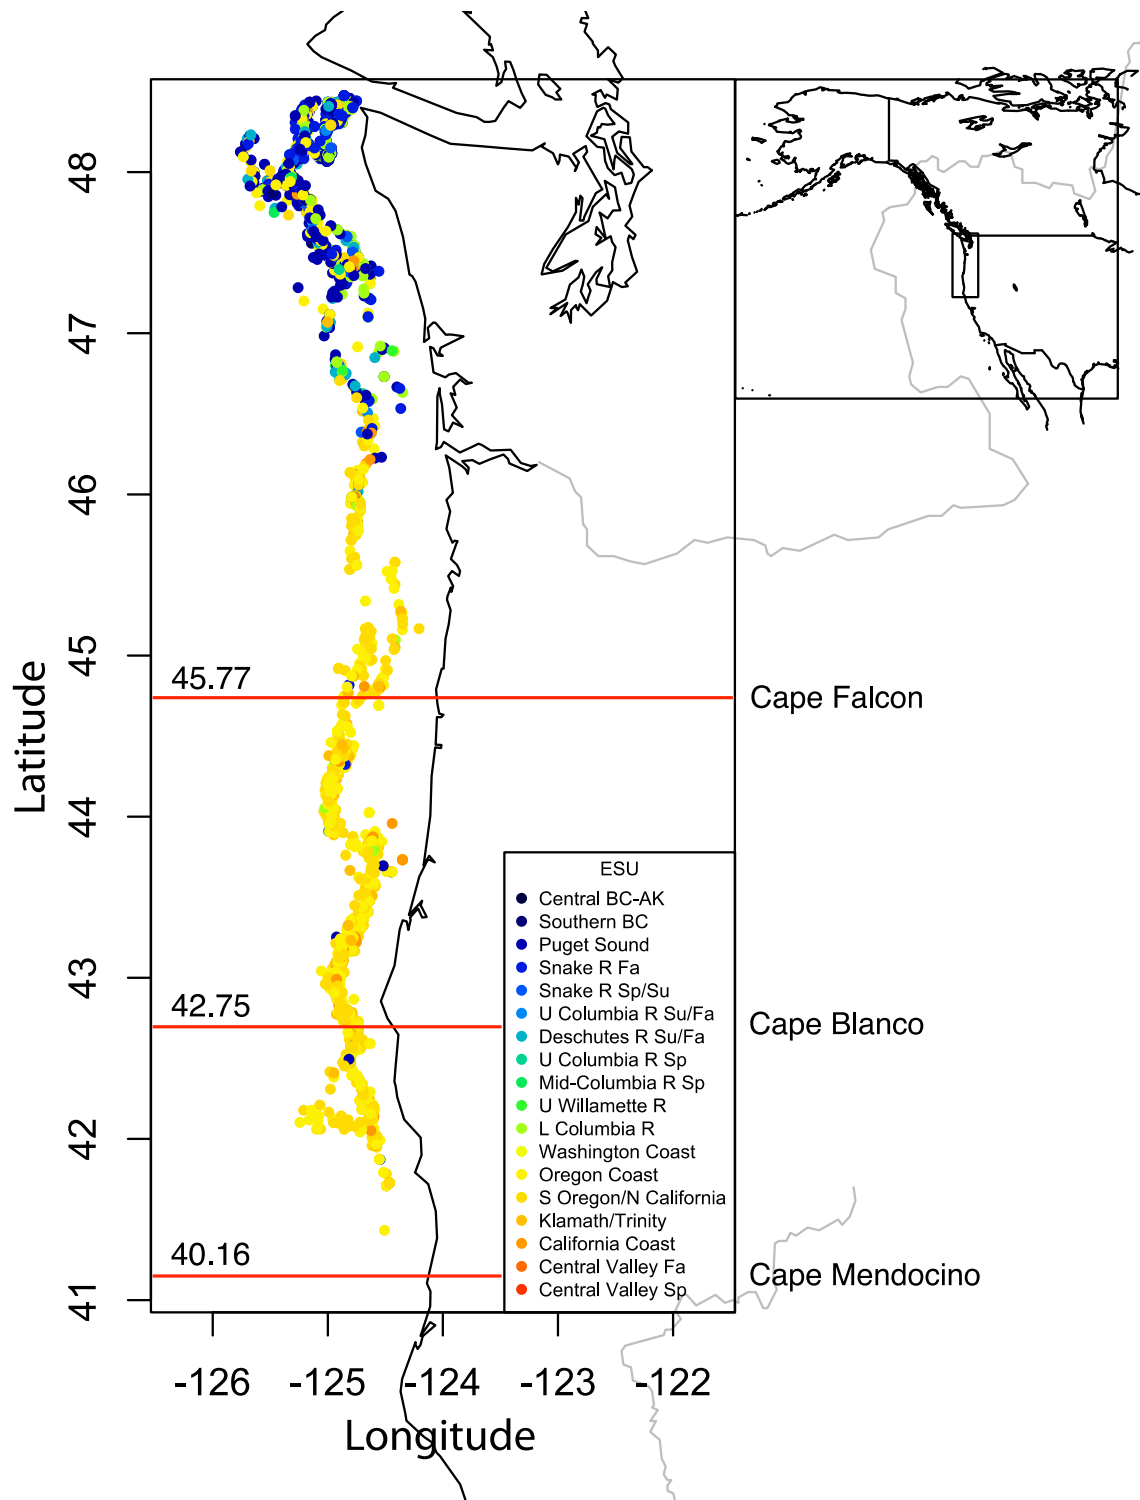 48
47
46
45
44
43
42
41
Latitude
45.77
Cape Falcon
42.75
Cape Blanco
40.16
Cape Mendocino
ESU
Central BC-AK
Southern BC
Puget Sound
Snake R Fa
Snake R Sp/Su
U Columbia R Su/Fa
Deschutes R Su/Fa
U Columbia R Sp
Mid-Columbia R Sp
U Willamette R
L Columbia R
Washington Coast
Oregon Coast
S Oregon/N California
Klamath/Trinity
California Coast
Central Valley Fa
Central Valley Sp
-126 -125 -124 -123 -122
Longitude